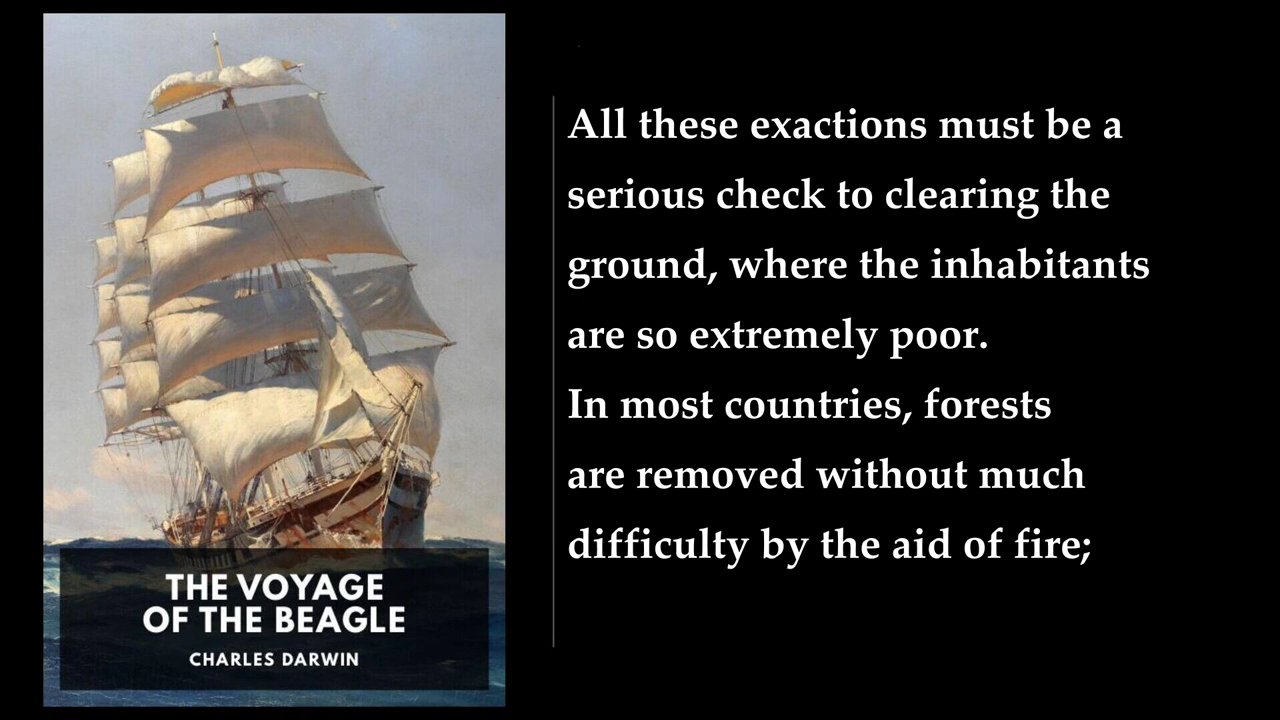 THE VOYAGE
OF THE BEAGLE
CHARLES DARWIN
All these exactions must be a
serious check to clearing the
ground, where the inhabitants
are so extremely poor.
In most countries, forests
are removed without much
difficulty by the aid of fire;